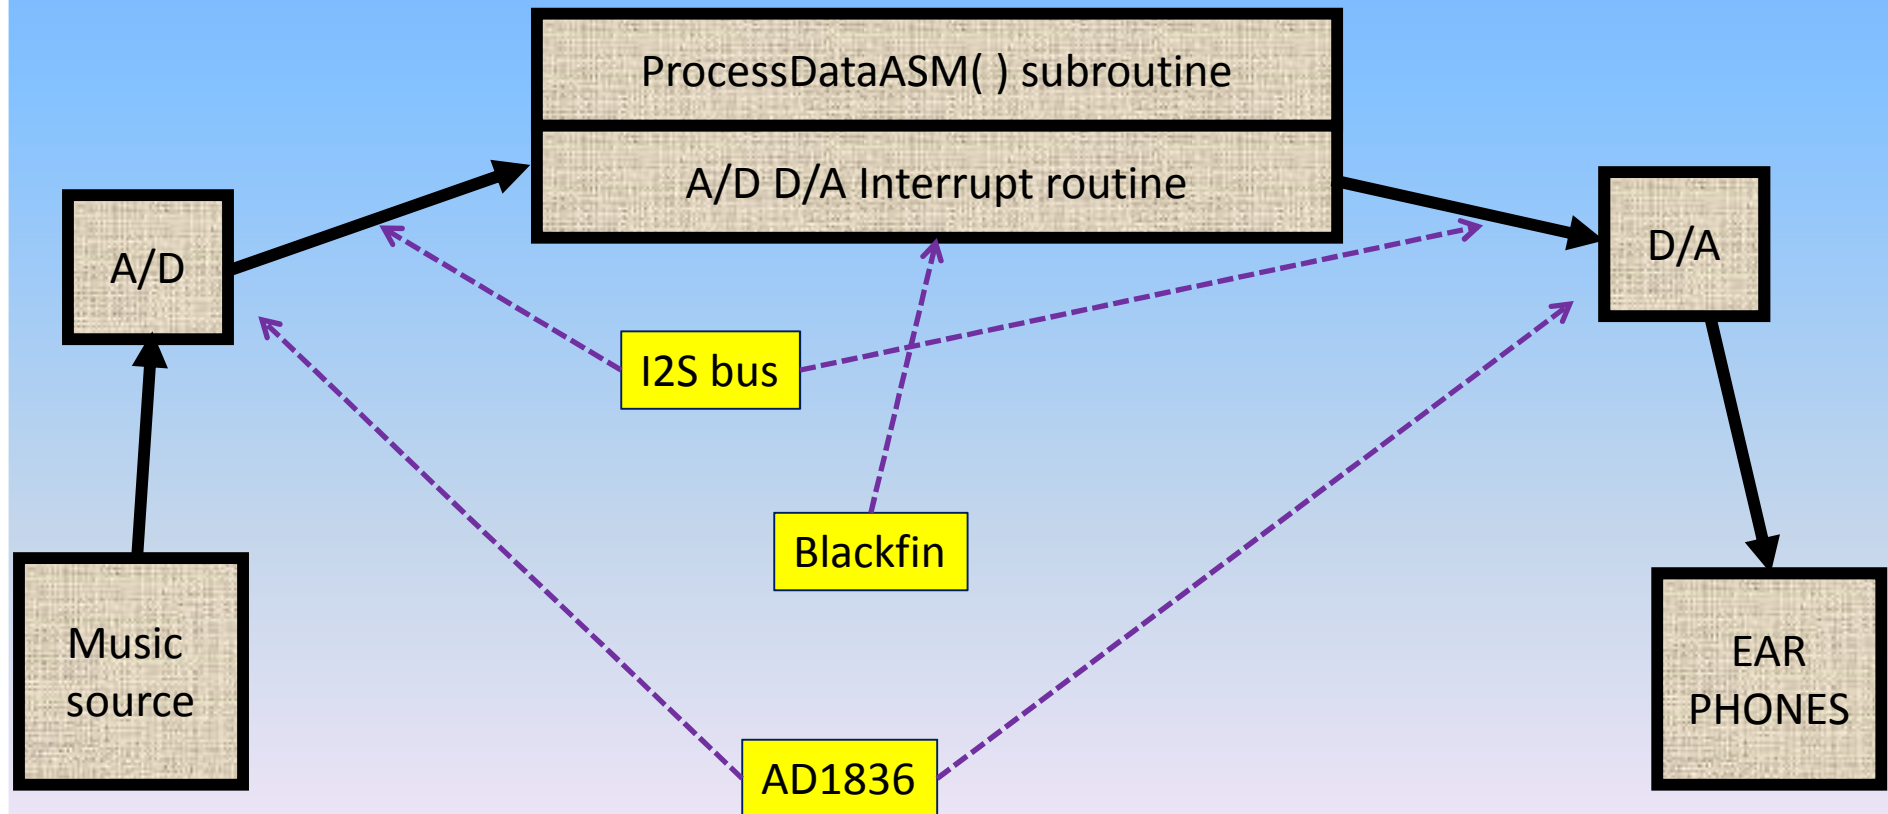 ProcessDataASM( ) subroutine
A/D D/A Interrupt routine
A/D
D/A
I2S bus
Blackfin
Music
source
EAR
PHONES
AD1836